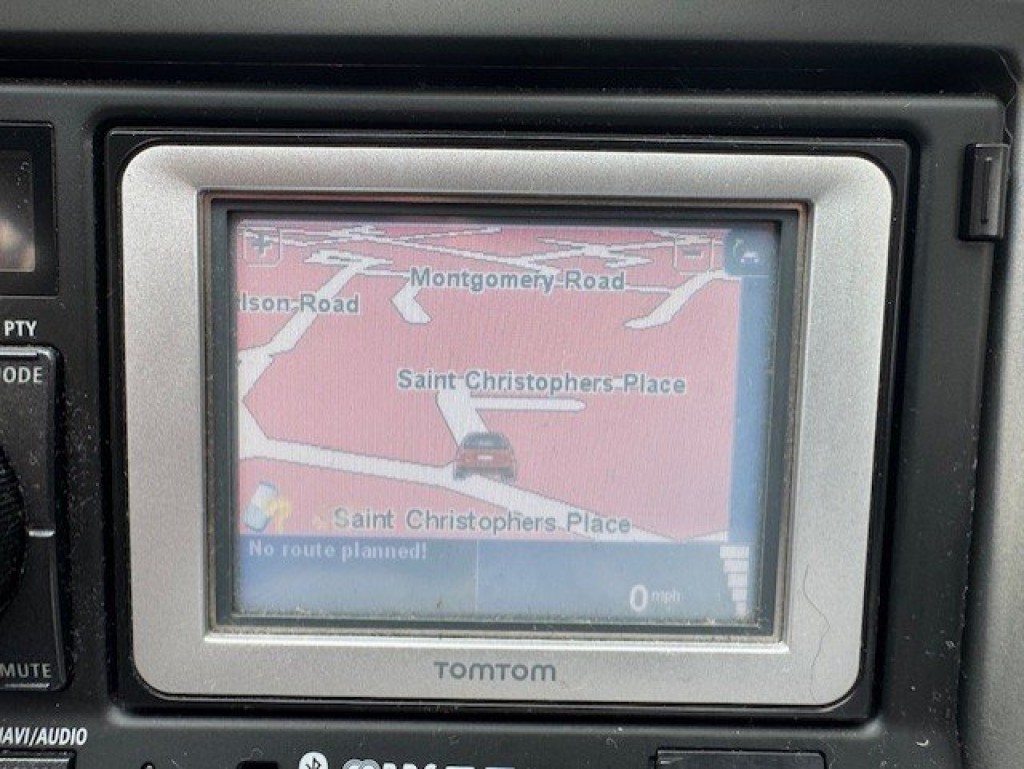 Montgomery Road
lson Road
PTY
ODE
Saint Christophers Place
Saint Christophers Place
No route planned!
0 mph
MUTE
TOMTOM
NAVI/AUDIO